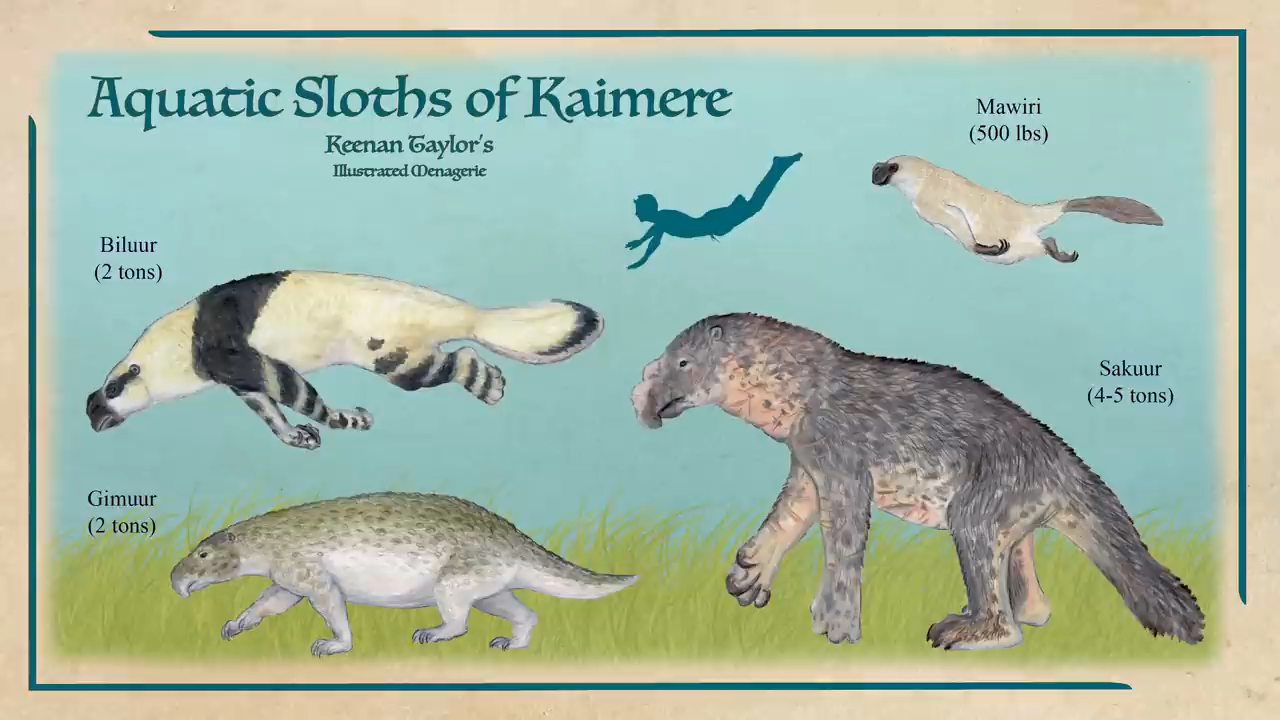 Aquatic Sloths of Kaimere
Keenan Taylor's
Illustrated Menagerie
Mawiri
(500 lbs)
Biluur
(2 tons)
Sakuur
(4-5 tons)
Gimuur
(2 tons)